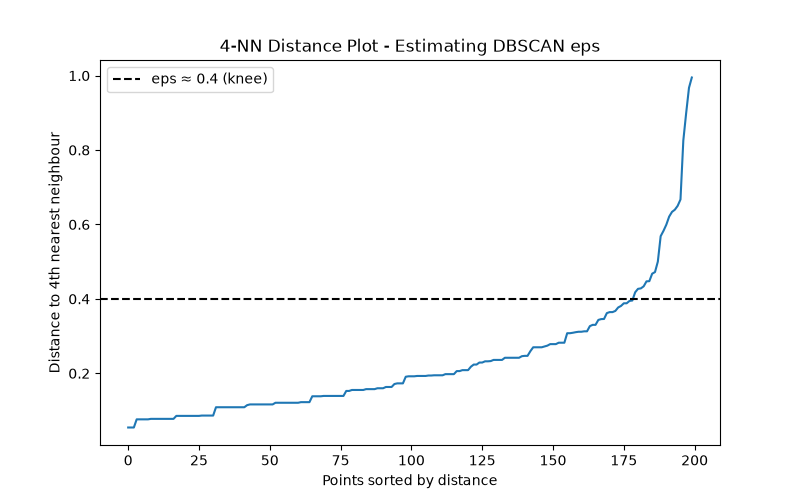 4-NN Distance Plot - Estimating DBSCAN eps
eps ≈ 0.4 (knee)
1.0
0.8
0.6
0.4
0.2
Distance to 4th nearest neighbour
0 25 50 75 100 125 150 175 200
Points sorted by distance